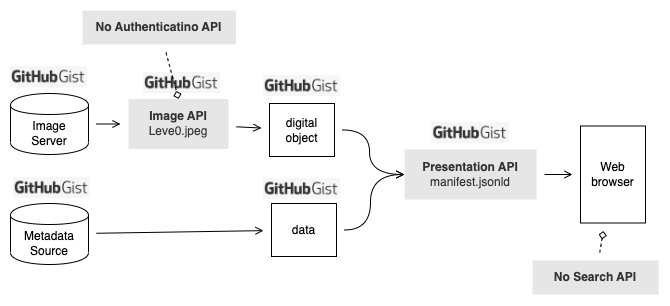 No Authenticatino API
GitHub Gist
GitHub Gist
GitHub Gist
Image
Server
Image API
Leve0.jpeg
digital
object
GitHub Gist
Presentation API
manifest.jsonld
Web
browser
GitHub Gist
GitHub Gist
Metadata
Source
data
No Search API